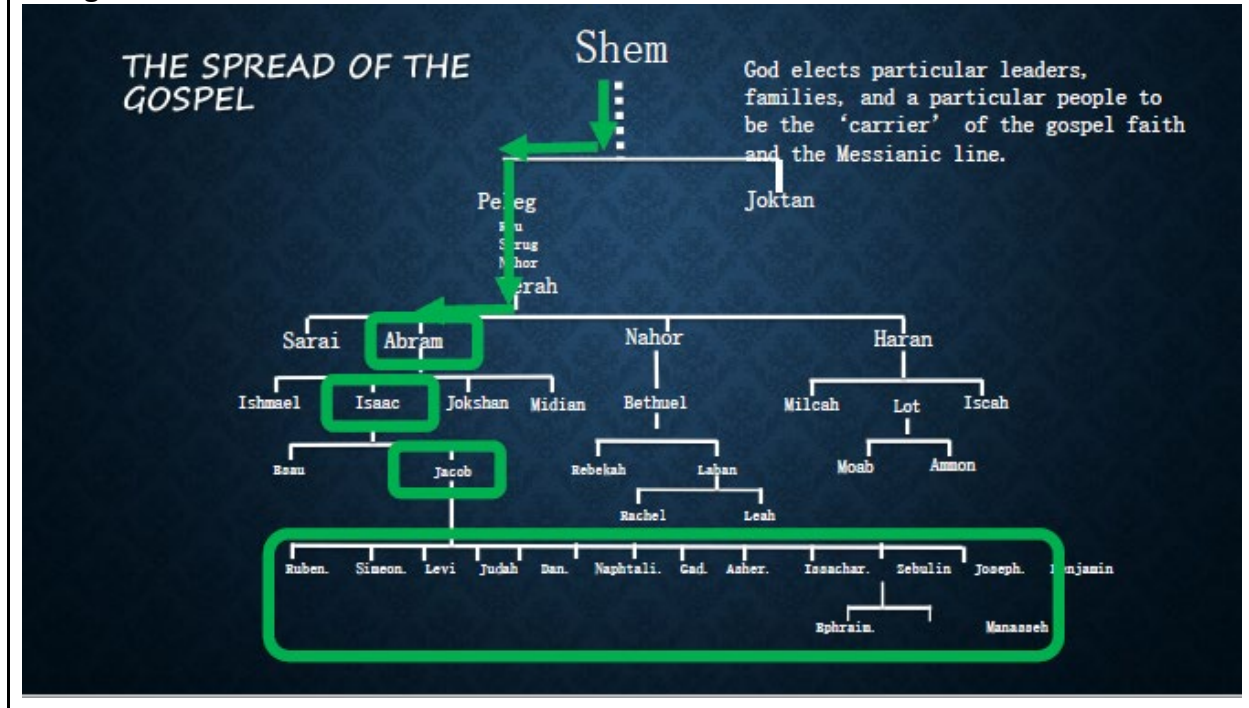 THE SPREAD OF THE
GOSPEL
Shem
God elects particular leaders,
families, and a particular people to
be the ‘carrier’ of the gospel faith
and the Messianic line.
Peleg
Joktan
Sarai Abram Nahor Haran
Ishmael Isaac Jokshan Midian Bethuel Milcah Lot Iscah
Esau Jacob Rebekah Laban Moab Ammon
Rachel Leah
Ruben. Simeon. Levi Judah Dan. Naphtali. Gad. Asher. Issachar. Zebulin Joseph. Benjamin
Ephraim. Manasseh